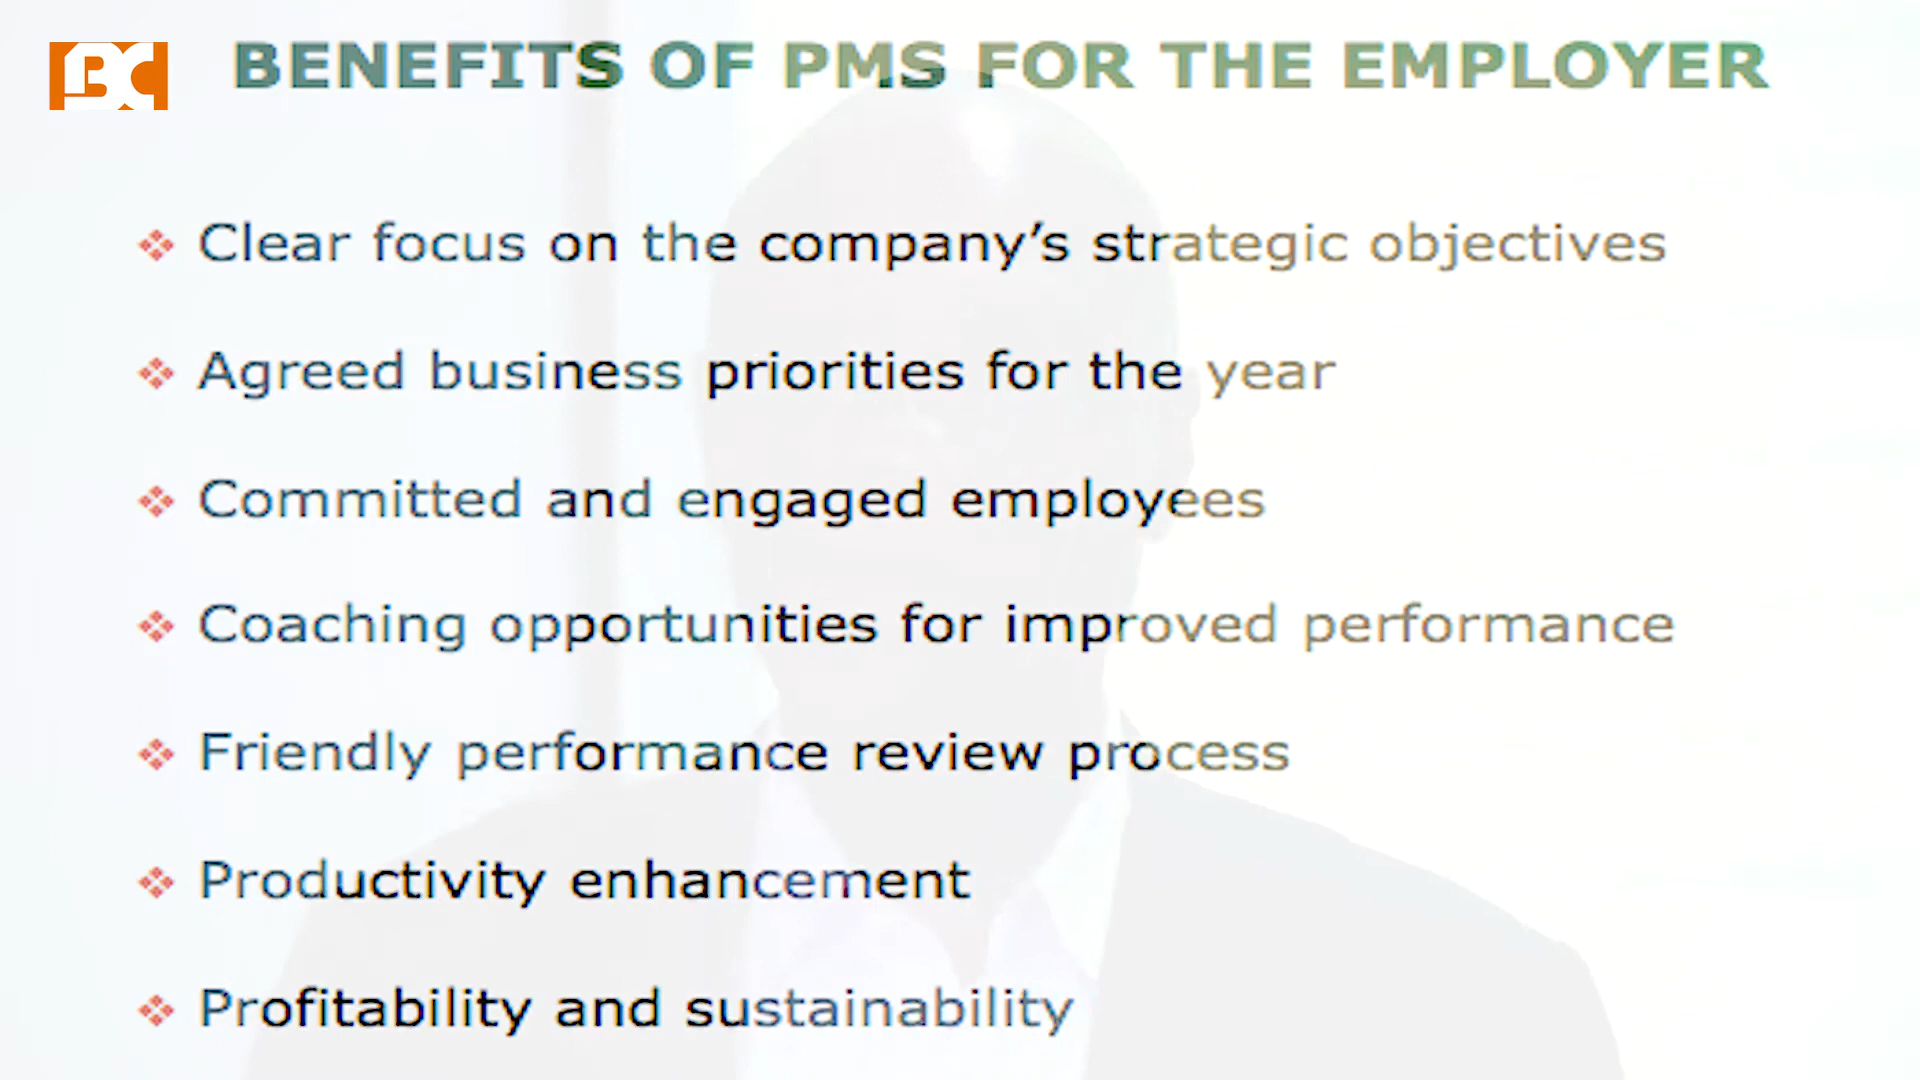 BC
BENEFITS OF PMS FOR THE EMPLOYER
Clear focus on the company’s strategic objectives
Agreed business priorities for the year
Committed and engaged employees
Coaching opportunities for improved performance
Friendly performance review process
Productivity enhancement
Profitability and sustainability